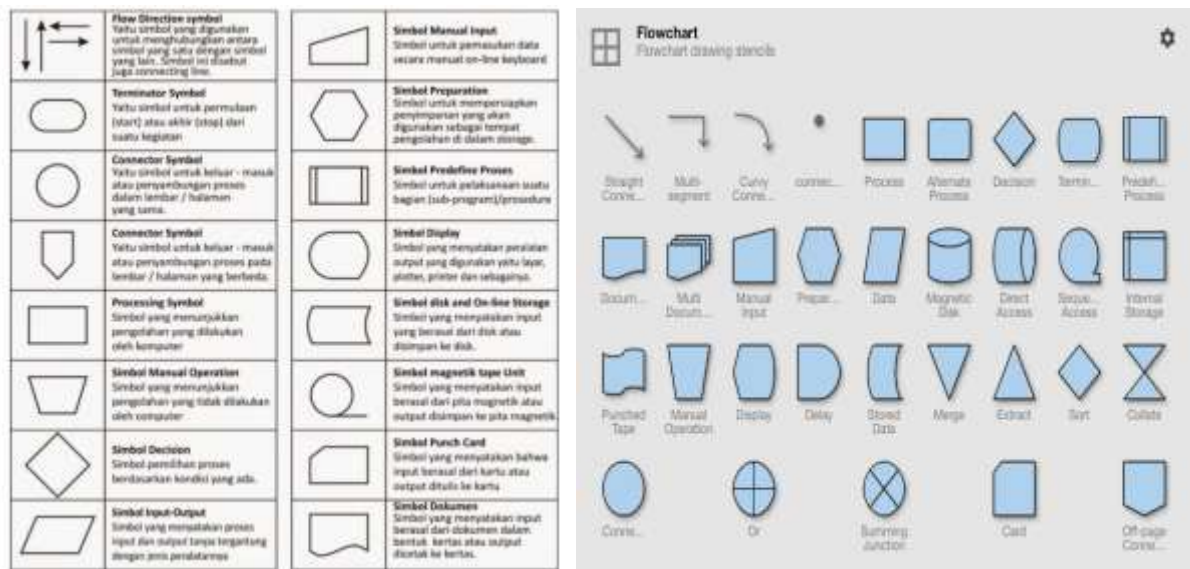 Flow Direction symbol
Yaitu simbol yang digunakan
untuk menghubungkan antara
simbol yang satu dengan simbol
yang lain. Simbol ini disebut
juga connecting line.
Terminator Symbol
Yaitu simbol untuk permulaan
(start) atau akhir (stop) dari
suatu kegiatan
Connector Symbol
Yaitu simbol untuk keluar - masuk
atau penyambungan proses
dalam lembar / halaman
yang sama.
Connector Symbol
Yaitu simbol untuk keluar - masuk
atau penyambungan proses pada
lembar / halaman yang berbeda.
Processing Symbol
Simbol yang menunjukkan
pengolahan yang dilakukan
oleh komputer
Simbol Manual Operation
Simbol yang menunjukkan
pengolahan yang tidak dilakukan
oleh computer
Simbol Decision
Simbol pemilihan proses
berdasarkan kondisi yang ada.
Simbol Input-Output
Simbol yang menyatakan proses
input dan output tanpa tergantung
dengan jenis peralatannya
Simbol Manual Input
Simbol untuk pemasukan data
secara manual on-line keyboard
Simbol Preparation
Simbol untuk mempersiapkan
penyimpanan yang akan
digunakan sebagai tempat
pengolahan di dalam storage.
Simbol Predefine Proses
Simbol untuk pelaksanaan suatu
bagian (sub-program)/prosedure
Simbol Display
Simbol yang menyatakan peralatan
output yang digunakan yaitu layar,
plotter, printer dan sebagainya.
Simbol disk and On-line Storage
Simbol yang menyatakan input
yang berasal dari disk atau
disimpan ke disk.
Simbol magnetik tape Unit
Simbol yang menyatakan input
berasal dari pita magnetik atau
output disimpan ke pita magnetik.
Simbol Punch Card
Simbol yang menyatakan bahwa
input berasal dari kartu atau
output ditulis ke kartu
Simbol Dokumen
Simbol yang menyatakan input
berasal dari dokumen dalam
bentuk kertas atau output
dicetak ke kertas.
Flowchart
Flowchart drawing stencils
Straight Conne...
Multi-segment
Curvy Conne...
connec...
Process
Alternate Process
Decision
Termin...
Predefi... Process
Docum...
Multi Docum...
Manual Input
Prepar...
Data
Magnetic Disk
Direct Access
Seque... Access
Internal Storage
Punched Tape
Manual Operation
Display
Delay
Stored Data
Merge
Extract
Sort
Collate
Conne...
Or
Summing Junction
Card
Off-page Conne...